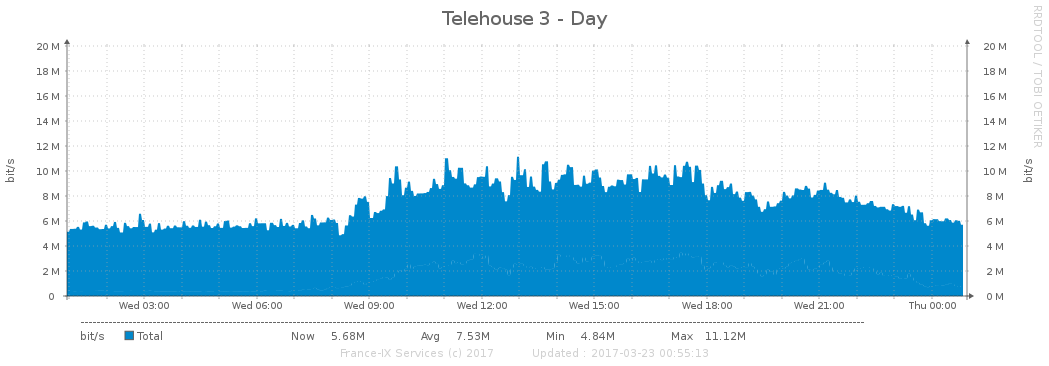 Telehouse 3 - Day
RRDTOOL / TOBI OETIKER
20 M 20 M
18 M 18 M
16 M 16 M
14 M 14 M
12 M 12 M
10 M 10 M
8 M 8 M
6 M 6 M
4 M 4 M
2 M 2 M
0 0 M
bit/s bit/s
Wed 03:00 Wed 06:00 Wed 09:00 Wed 12:00 Wed 15:00 Wed 18:00 Wed 21:00 Thu 00:00
bit/s Total Now 5.68M Avg 7.53M Min 4.84M Max 11.12M
France-IX Services (c) 2017 Updated : 2017-03-23 00:55:13